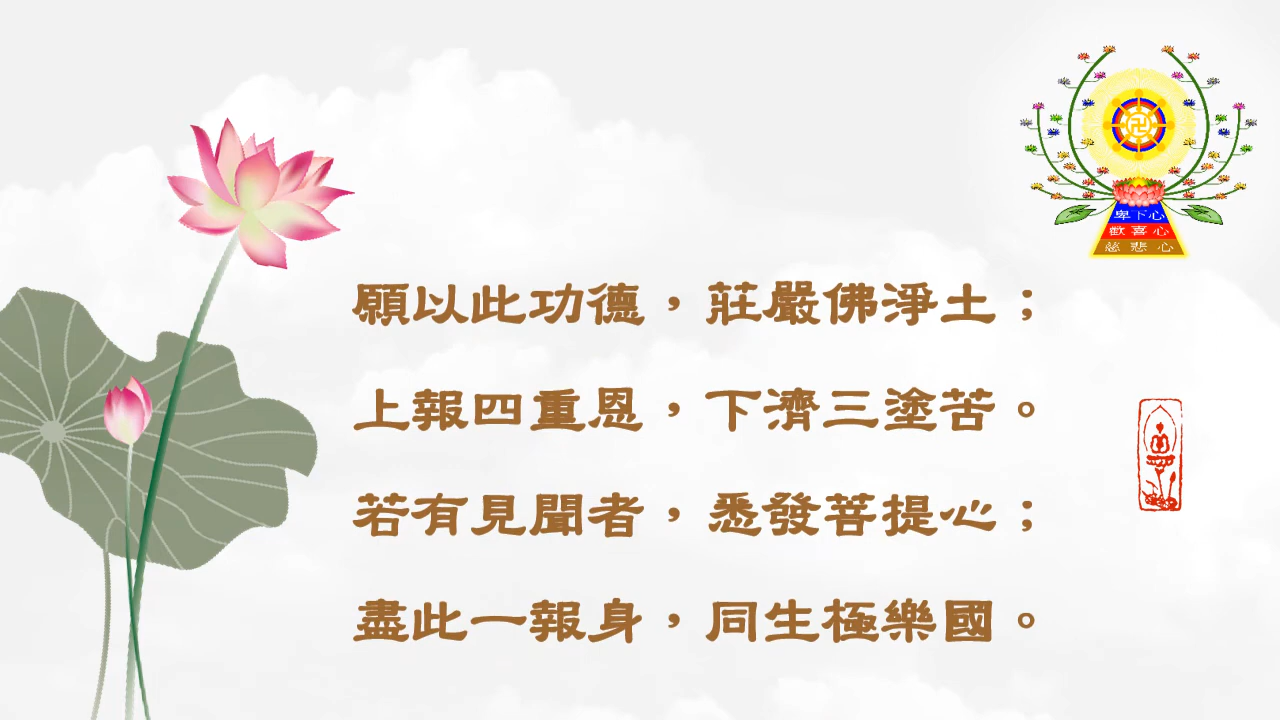 卑下心
歡喜心
慈悲心
願以此功德，莊嚴佛淨土；
上報四重恩，下濟三塗苦。
若有見聞者，悉發菩提心；
盡此一報身，同生極樂國。